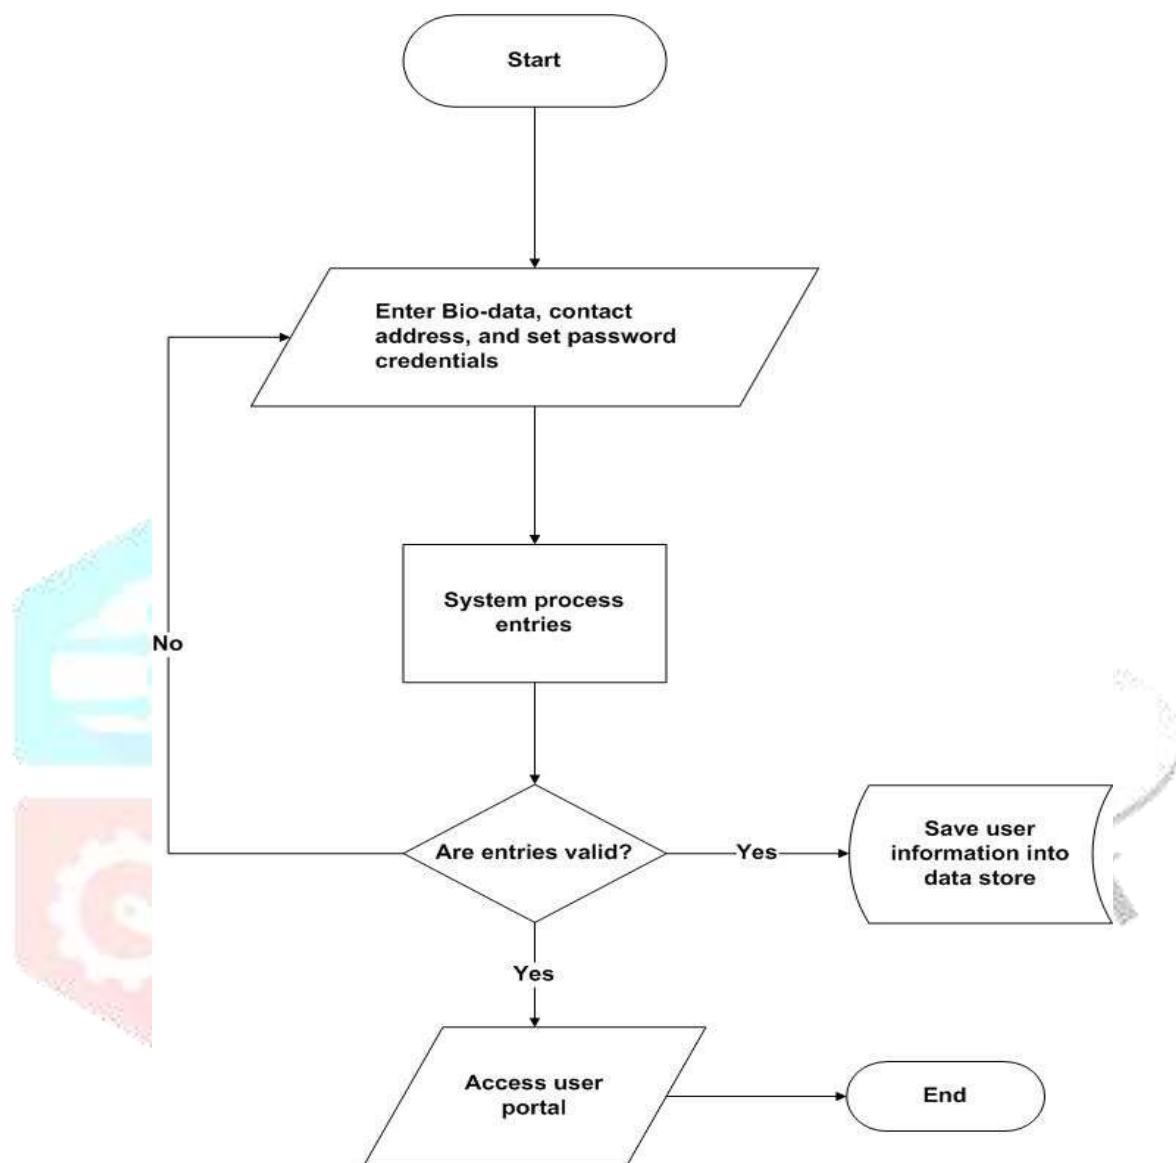 Start
Enter Bio-data, contact
address, and set password
credentials
System process
entries
No
Are entries valid?
Yes
Save user
information into
data store
Yes
Access user
portal
End